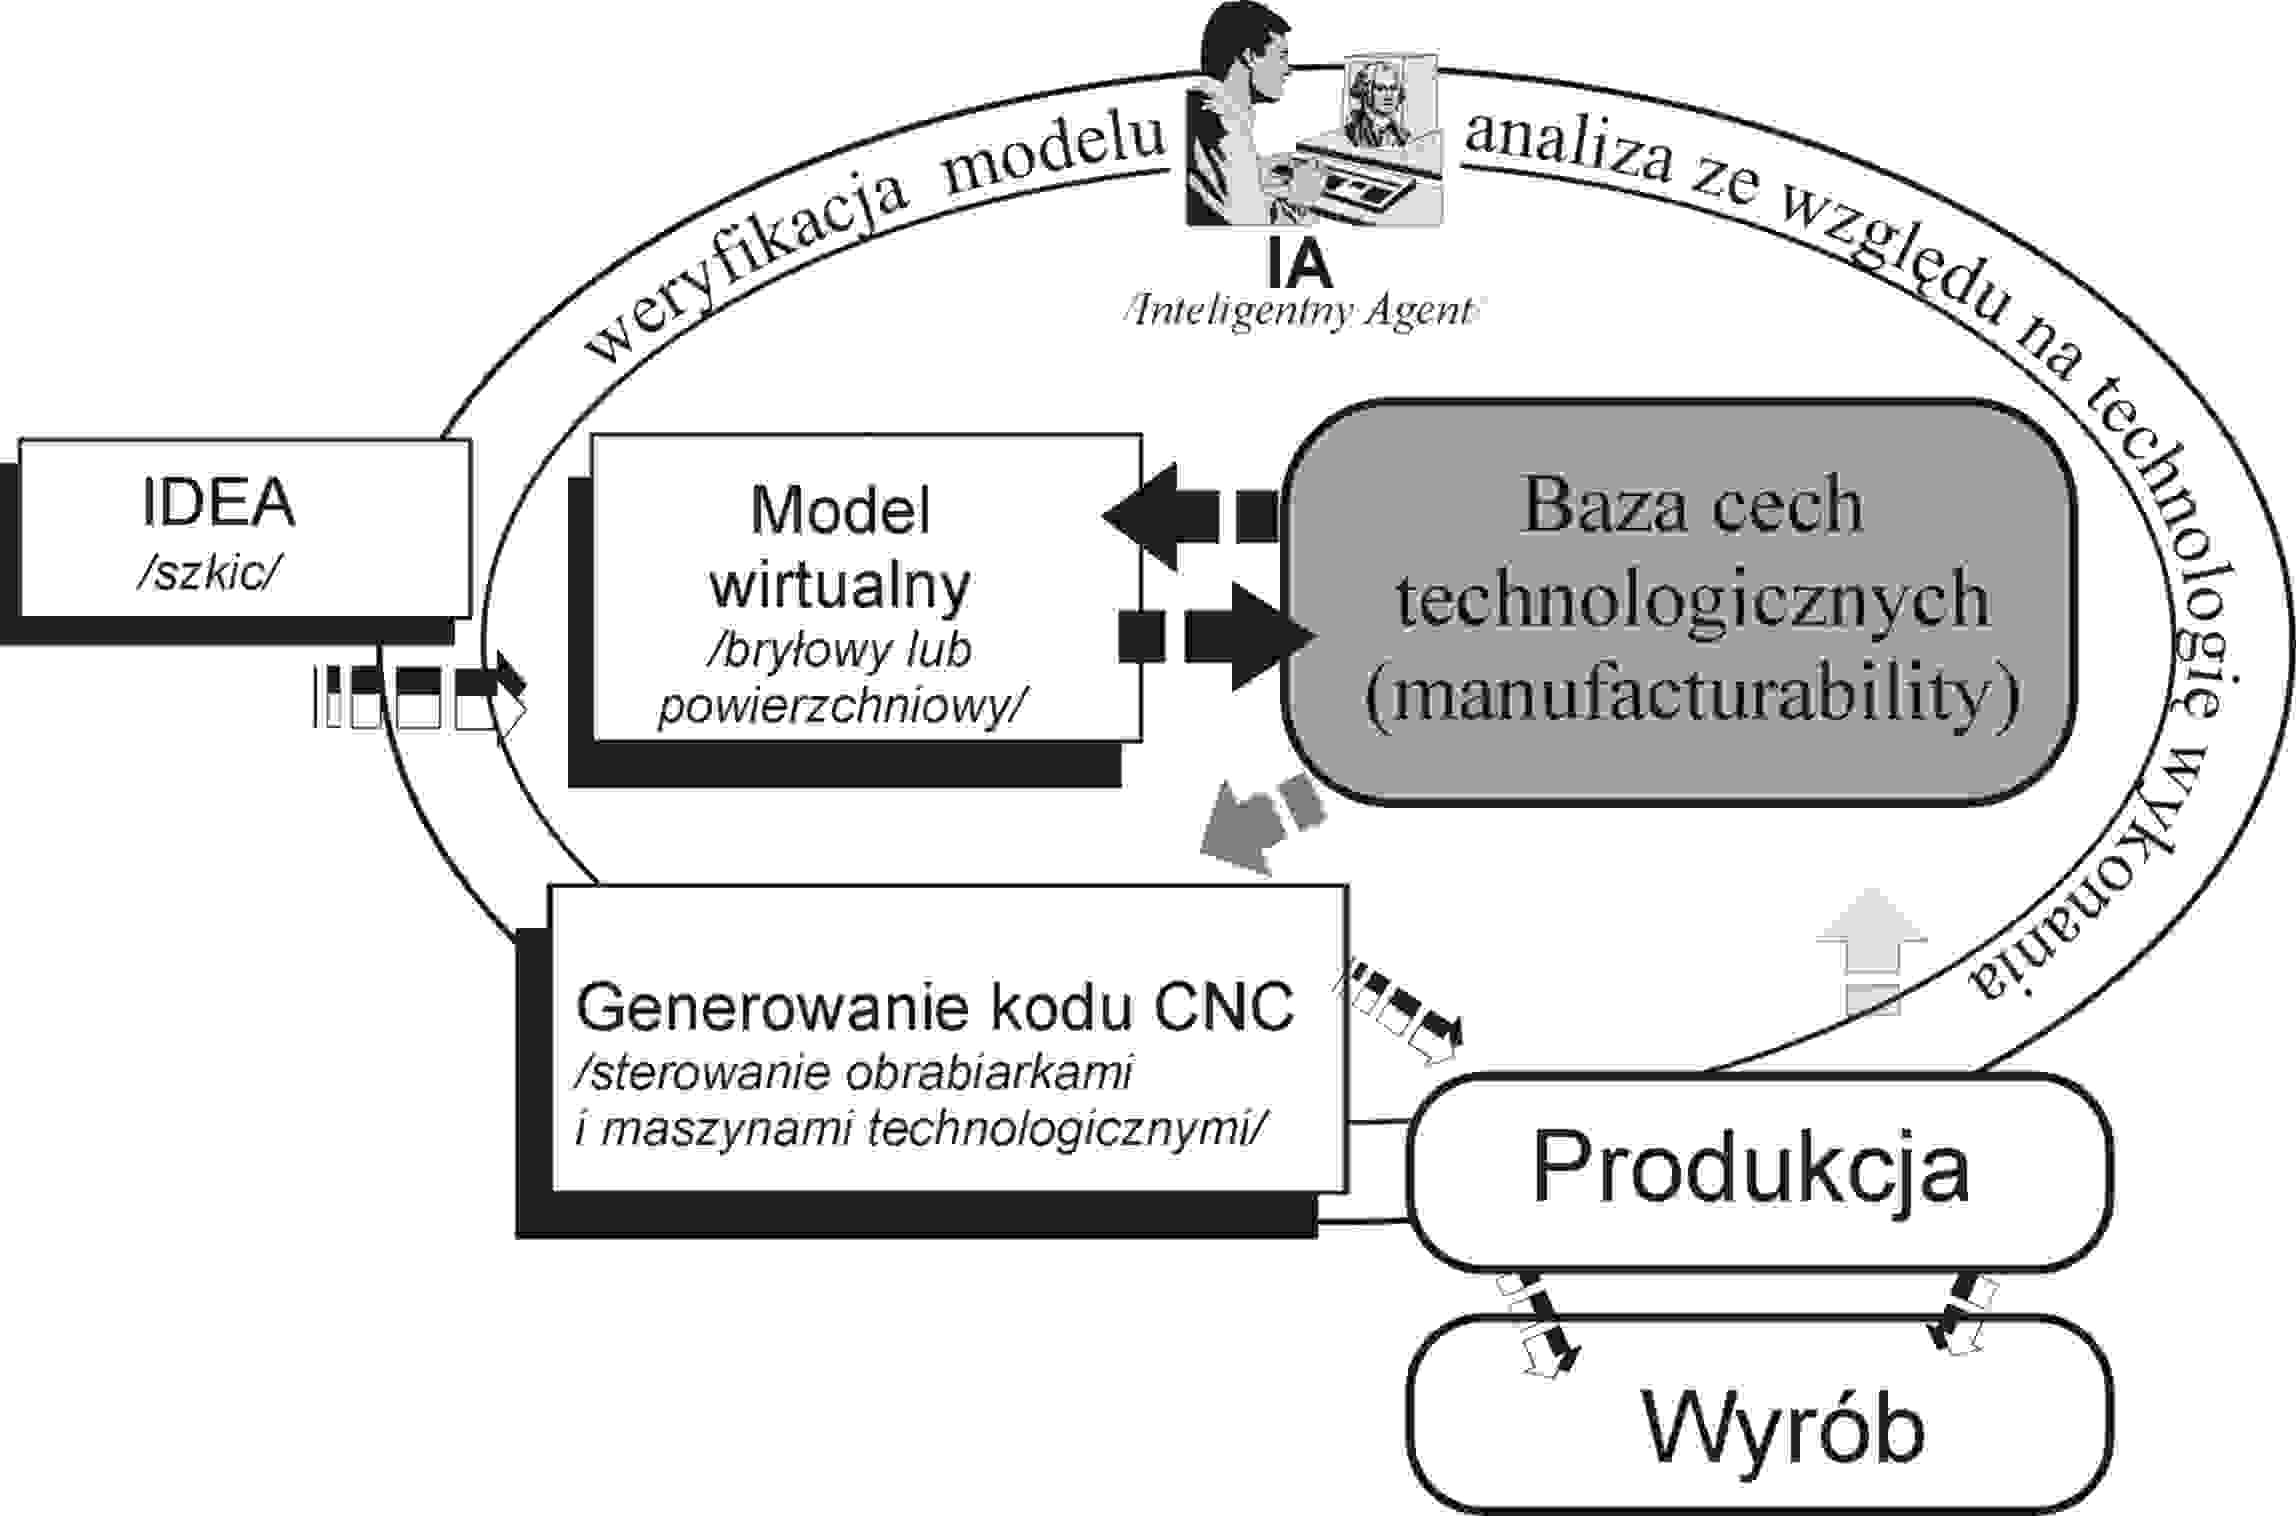 weryfikacja modelu
analiza ze względu na technologię wykonania
IA
/Inteligentny Agent/
IDEA
/szkic/
Model
wirtualny
/bryłowy lub
powierzchniowy/
Baza cech
technologicznych
(manufacturability)
Generowanie kodu CNC
/sterowanie obrabiarkami
i maszynami technologicznymi/
Produkcja
Wyrób